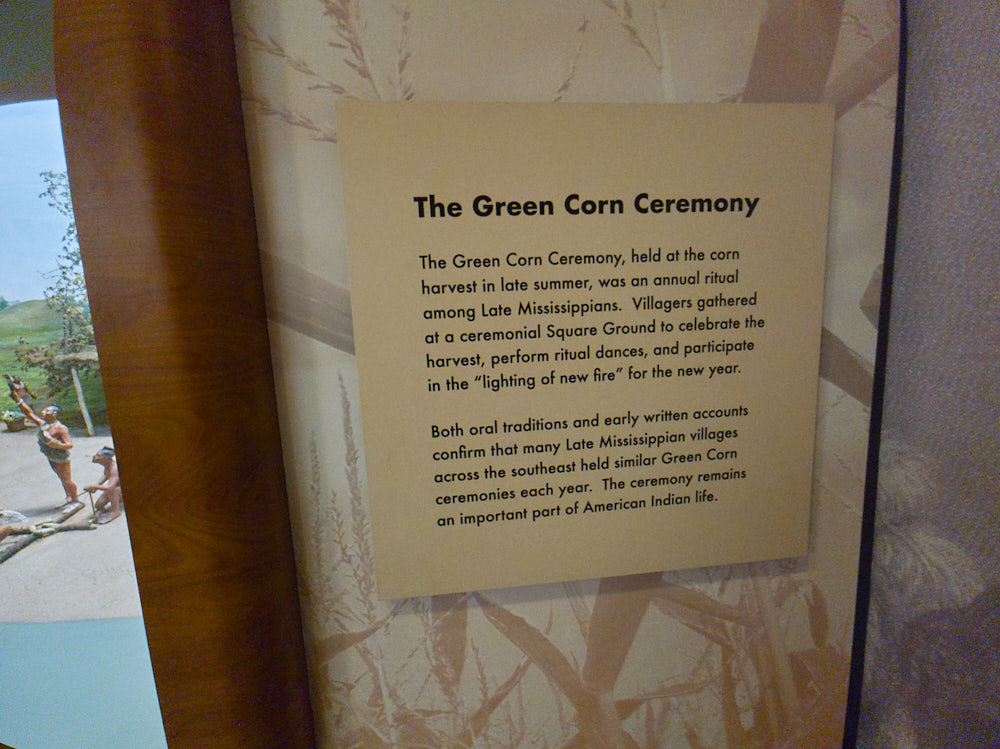 The Green Corn Ceremony
The Green Corn Ceremony, held at the corn
harvest in late summer, was an annual ritual
among Late Mississippians. Villagers gathered
at a ceremonial Square Ground to celebrate the
harvest, perform ritual dances, and participate
in the “lighting of new fire” for the new year.
Both oral traditions and early written accounts
confirm that many Late Mississippian villages
across the southeast held similar Green Corn
ceremonies each year. The ceremony remains
an important part of American Indian life.